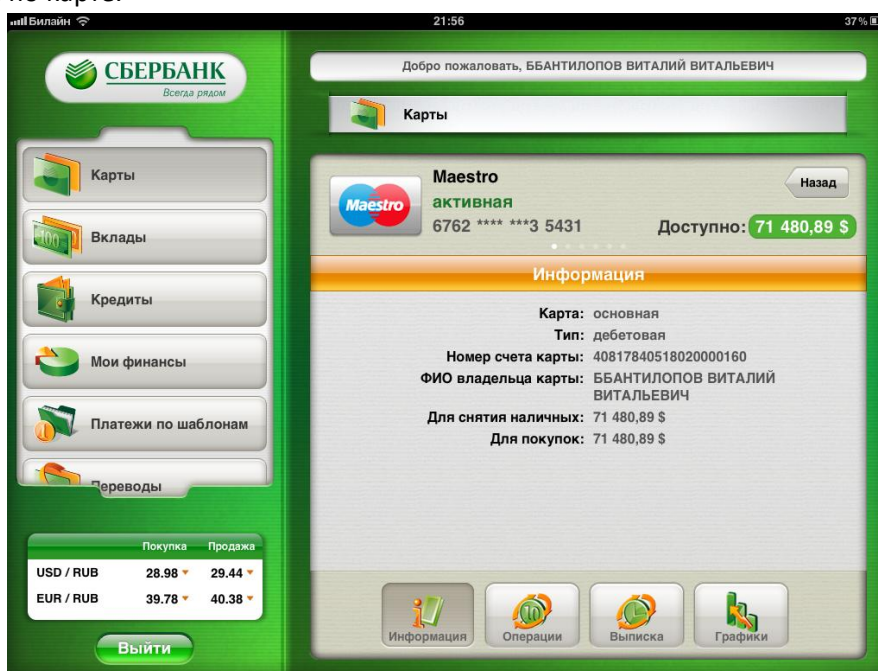 по карте.
Билайн 21:56 37%
СБЕРБАНК
Всегда рядом
Добро пожаловать, ББАНТИЛОПОВ ВИТАЛИЙ ВИТАЛЬЕВИЧ
Карты
Карты
Вклады
100
Кредиты
Мои финансы
Платежи по шаблонам
Переводы
Покупка Продажа
USD / RUB 28.98 29.44
EUR / RUB 39.78 40.38
Выйти
Maestro
Maestro
активная
6762 **** ***3 5431
Назад
Доступно: 71 480,89 $
Информация
Карта: основная
Тип: дебетовая
Номер счета карты: 40817840518020000160
ФИО владельца карты: ББАНТИЛОПОВ ВИТАЛИЙ
ВИТАЛЬЕВИЧ
Для снятия наличных: 71 480,89 $
Для покупок: 71 480,89 $
Информация Операции Выписка Графики